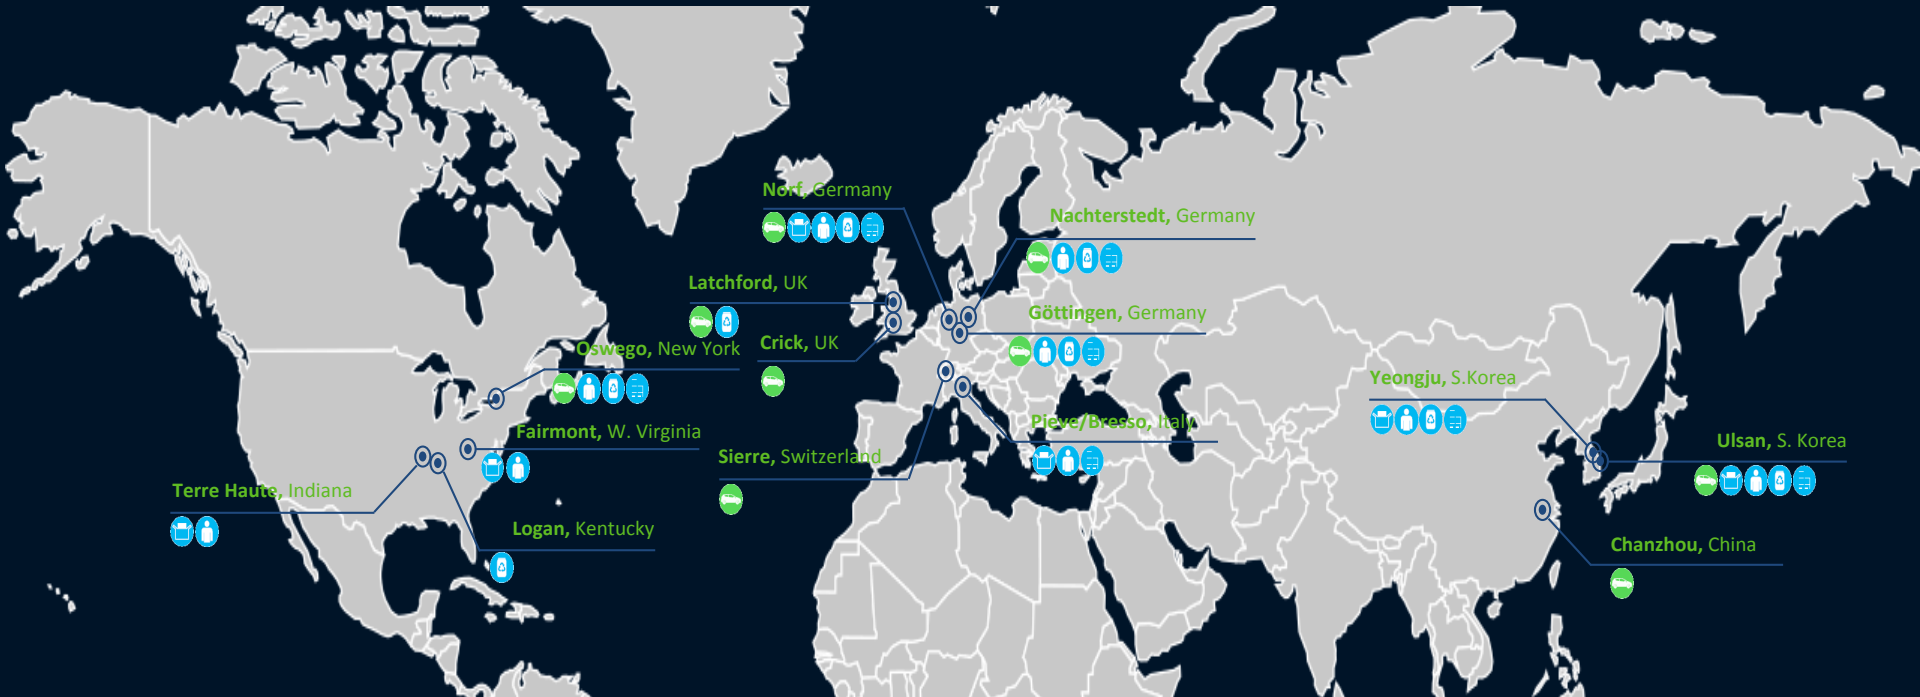 Norf, Germany
Nachterstedt, Germany
Latchford, UK
Göttingen, Germany
Crick, UK
Oswego, New York
Yeongju, S.Korea
Pieve/Bresso, Italy
Fairmont, W. Virginia
Ulsan, S. Korea
Sierre, Switzerland
Terre Haute, Indiana
Logan, Kentucky
Chanzhou, China